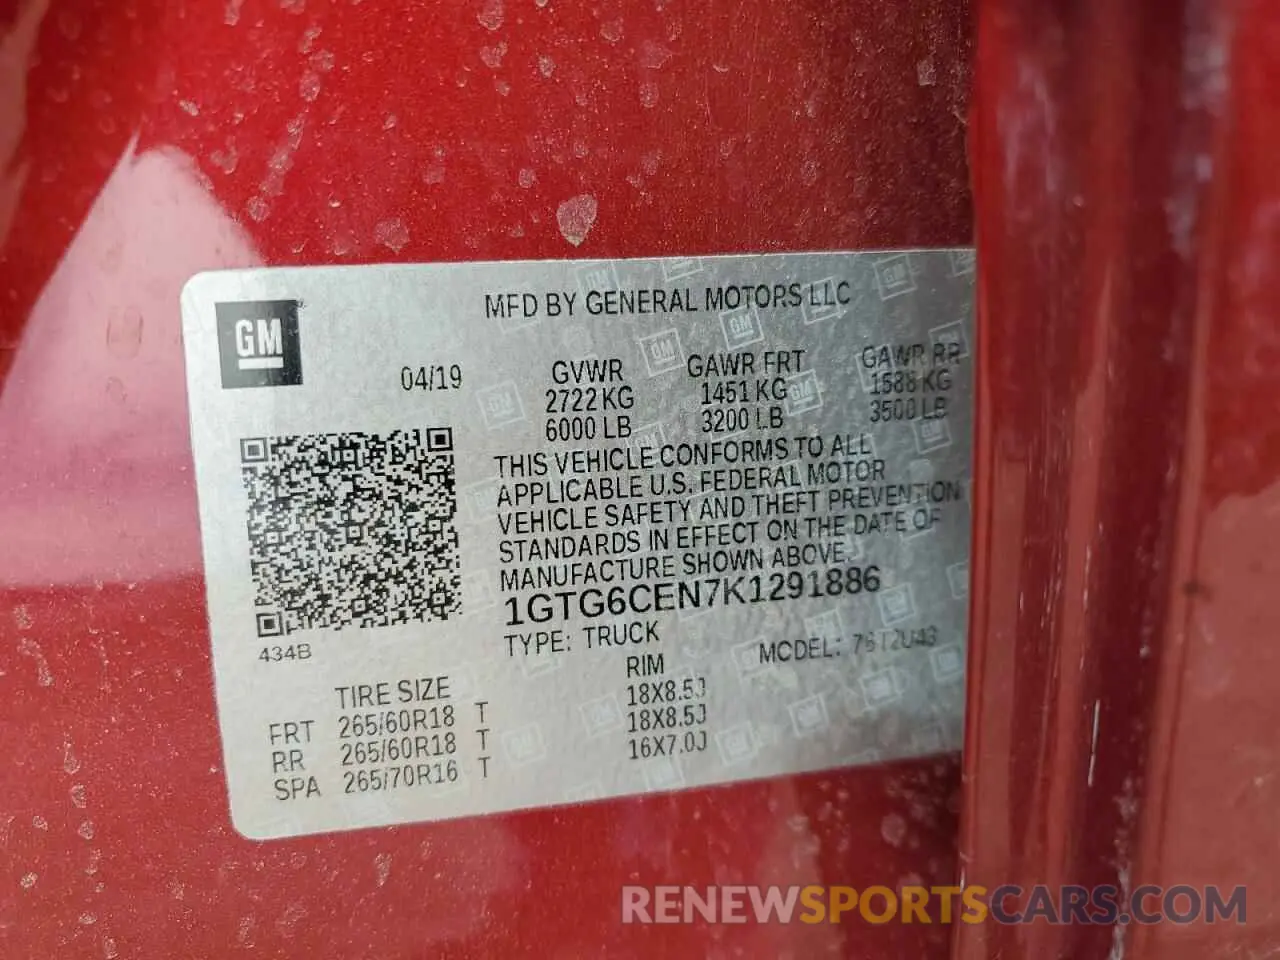 MFD BY GENERAL MOTORS LLC
GM
04/19
GVWR GAWR FRT GAWR RR
2722 KG 1451 KG 1588 KG
6000 LB 3200 LB 3500 LB
THIS VEHICLE CONFORMS TO ALL
APPLICABLE U.S. FEDERAL MOTOR
VEHICLE SAFETY AND THEFT PREVENTION
STANDARDS IN EFFECT ON THE DATE OF
MANUFACTURE SHOWN ABOVE.
1GTG6CEN7K1291886
TYPE: TRUCK MODEL:
434B
TIRE SIZE RIM
FRT 265/60R18 T 18X8.5J
RR 265/60R18 T 18X8.5J
SPA 265/70R16 T 16X7.0J
RENEWSPORTSCARS.COM